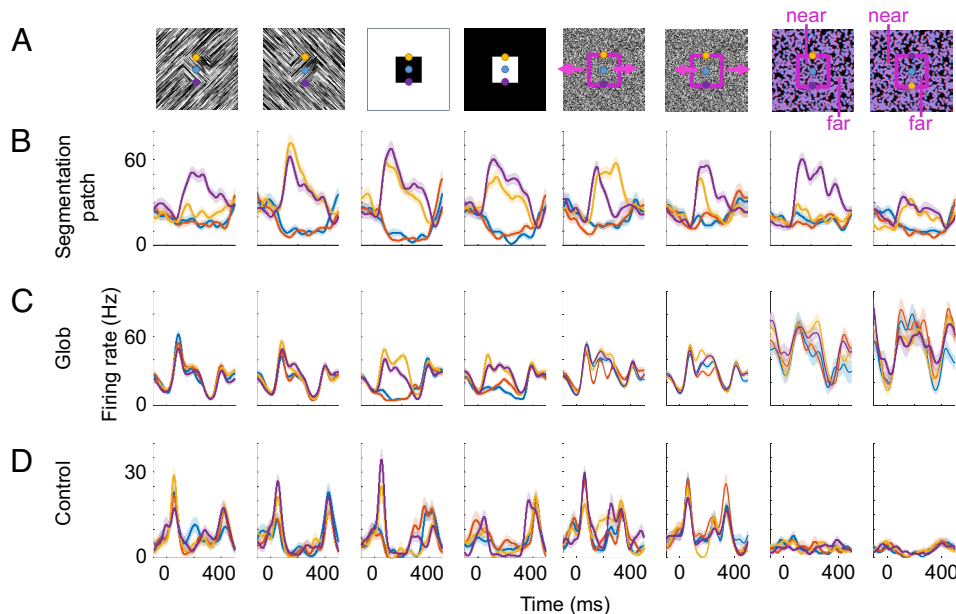 A
near
near
far
far
B
Segmentation
patch
60
0
C
Glob
Firing rate (Hz)
60
0
D
Control
30
0
0 400 0 400 0 400 0 400 0 400 0 400 0 400 0 400
Time (ms)